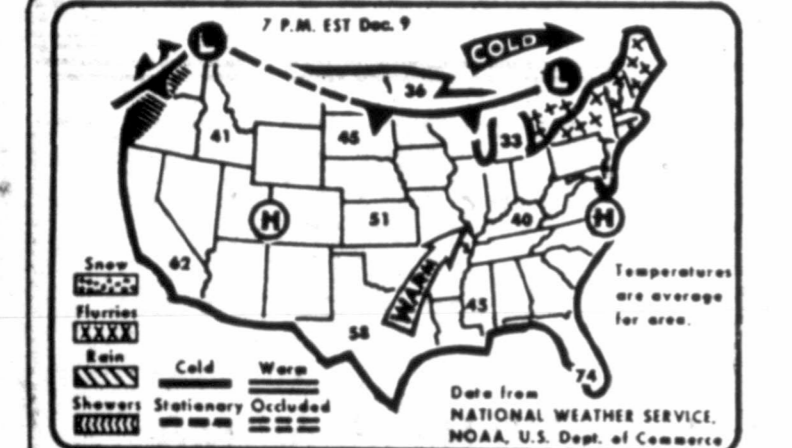 7 P.M. EST Dec. 9
L
COLD
L
36
41
45
33
H
51
40
H
62
WARM
Temperatures
are average
for area.
Snow
Flurries
45
58
Rain
Cold Warm
74
Showers Stationary Occluded
Data from
NATIONAL WEATHER SERVICE,
NOAA, U.S. Dept. of Commerce